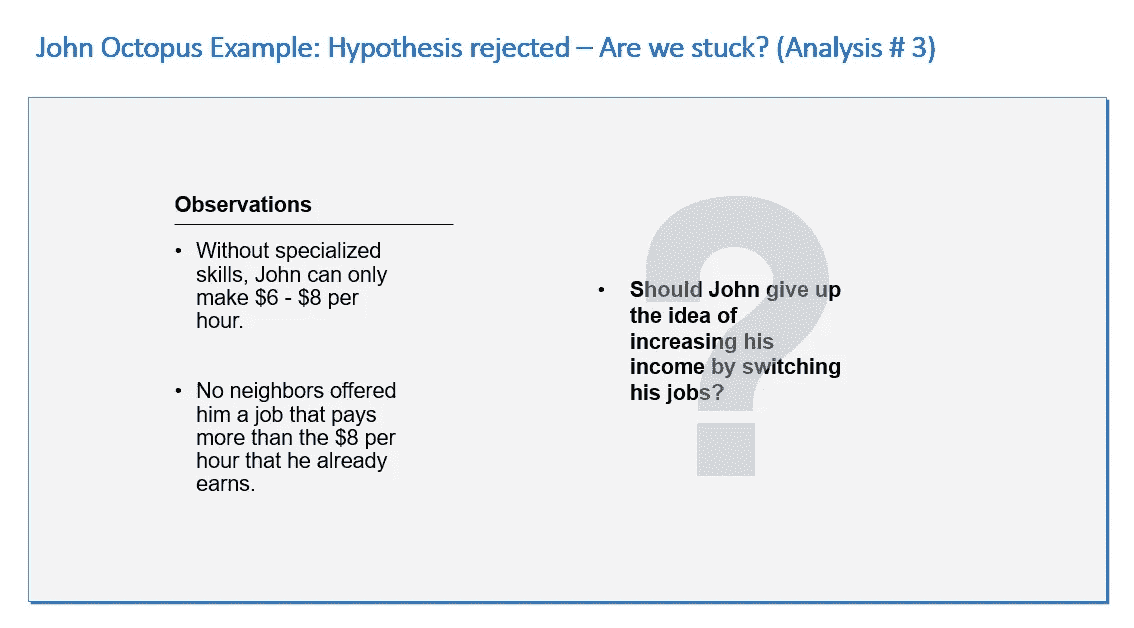 John Octopus Example: Hypothesis rejected – Are we stuck? (Analysis # 3)
Observations
• Without specialized
skills, John can only
make $6 - $8 per
hour.
• No neighbors offered
him a job that pays
more than the $8 per
hour that he already
earns.
• Should John give up
the idea of
increasing his
income by switching
his jobs?
?